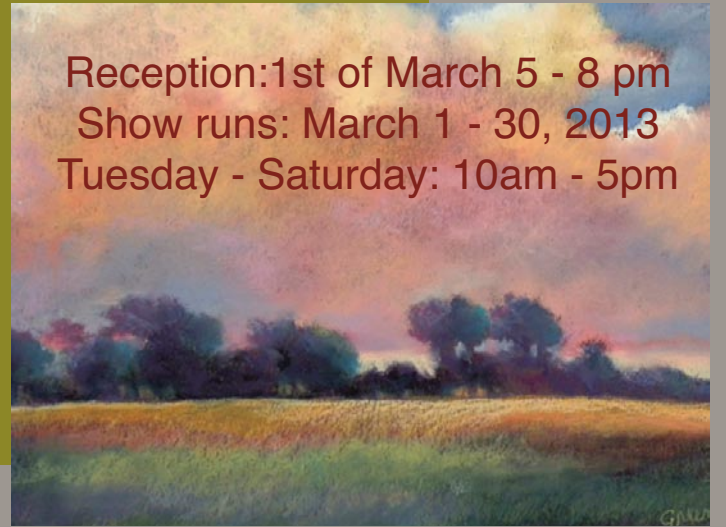 Reception:1st of March 5 - 8 pm
Show runs: March 1 - 30, 2013
Tuesday - Saturday: 10am - 5pm